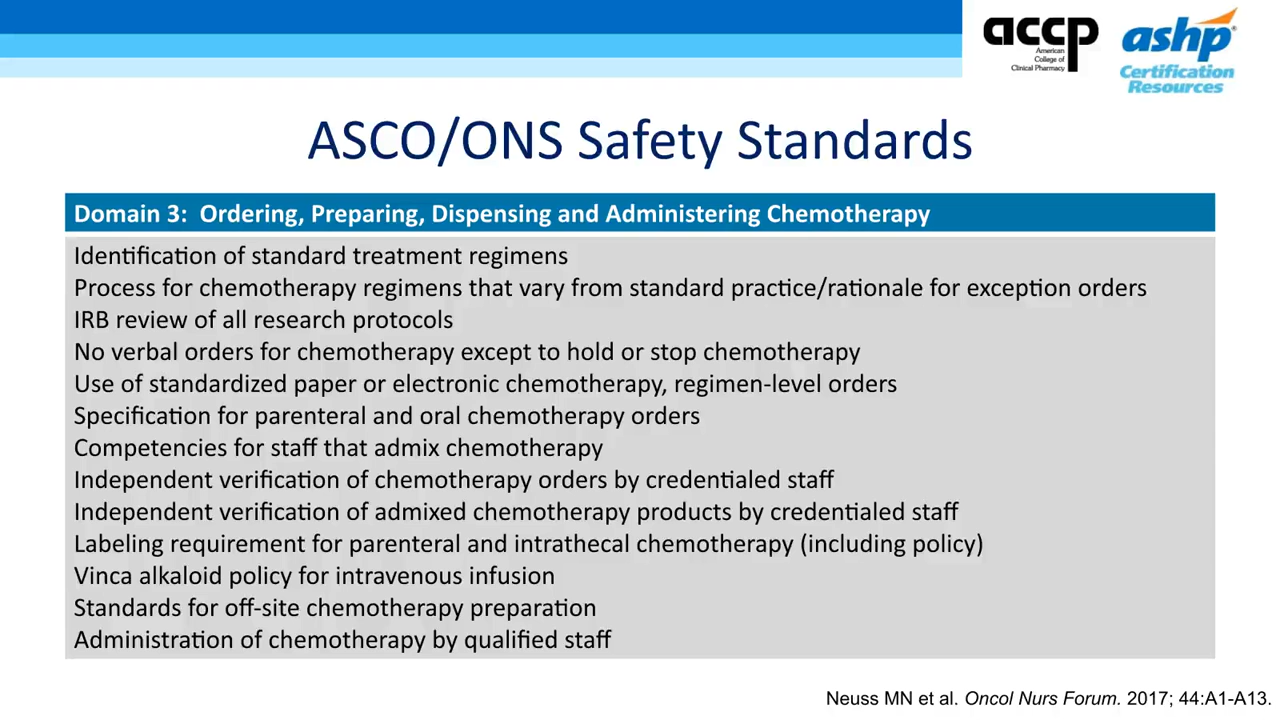 accp
American
College of
Clinical Pharmacy
ashp®
Certification
Resources
ASCO/ONS Safety Standards
Domain 3: Ordering, Preparing, Dispensing and Administering Chemotherapy
Identification of standard treatment regimens
Process for chemotherapy regimens that vary from standard practice/rationale for exception orders
IRB review of all research protocols
No verbal orders for chemotherapy except to hold or stop chemotherapy
Use of standardized paper or electronic chemotherapy, regimen-level orders
Specification for parenteral and oral chemotherapy orders
Competencies for staff that admix chemotherapy
Independent verification of chemotherapy orders by credentialed staff
Independent verification of admixed chemotherapy products by credentialed staff
Labeling requirement for parenteral and intrathecal chemotherapy (including policy)
Vinca alkaloid policy for intravenous infusion
Standards for off-site chemotherapy preparation
Administration of chemotherapy by qualified staff
Neuss MN et al. Oncol Nurs Forum. 2017; 44:A1-A13.